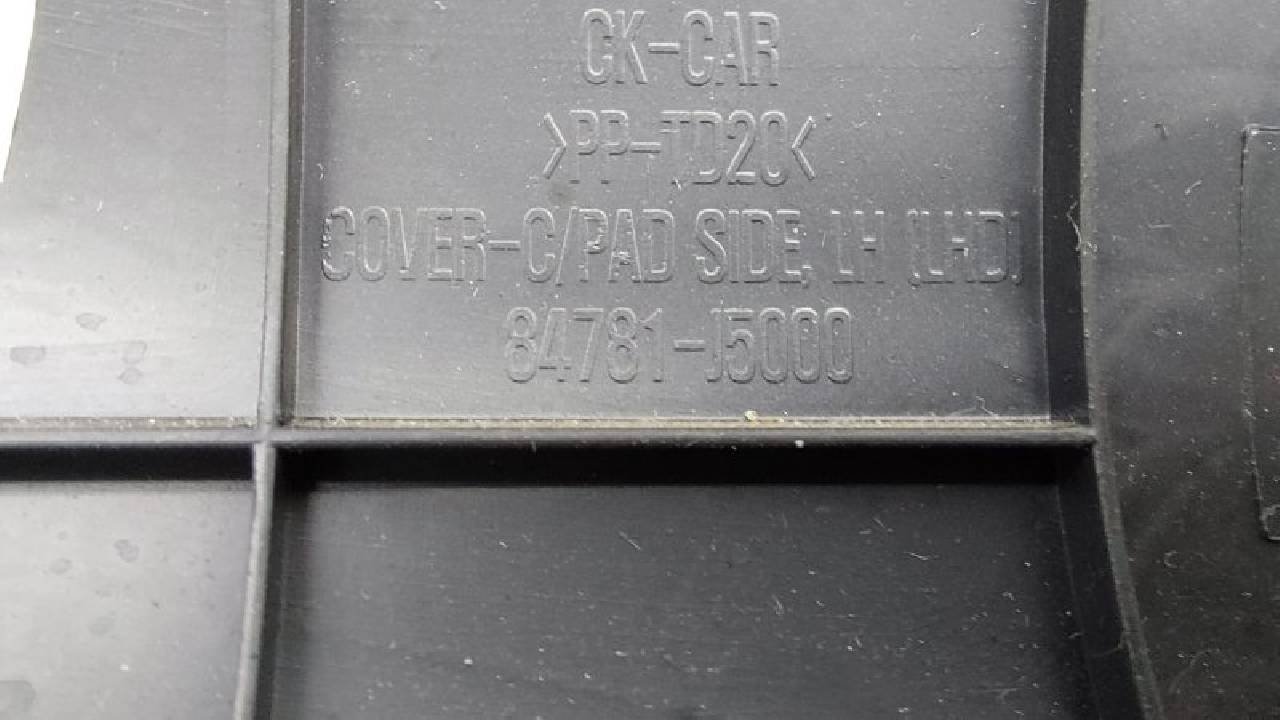 CK-CAR
>PP-TD20<
COVER-C/PAD SIDE, LH (LHD)
84781-J5000